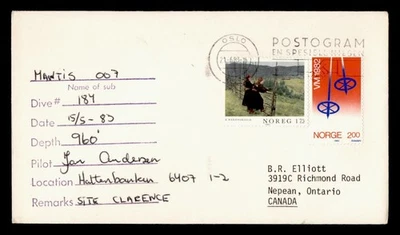 OSLO
POSTOGRAM
EN SPESIELL HILSEN
MANTIS 007
Name of sub
Dive# 184
Date 15/5-83
Depth 960'
Pilot Jan Andersen
Location Haltenbanken 6407 1-2
Remarks SITE CLARENCE
NOREG 1
VM 1982
NORGE 2.00
B.R. Elliott
3919C Richmond Road
Nepean, Ontario
CANADA